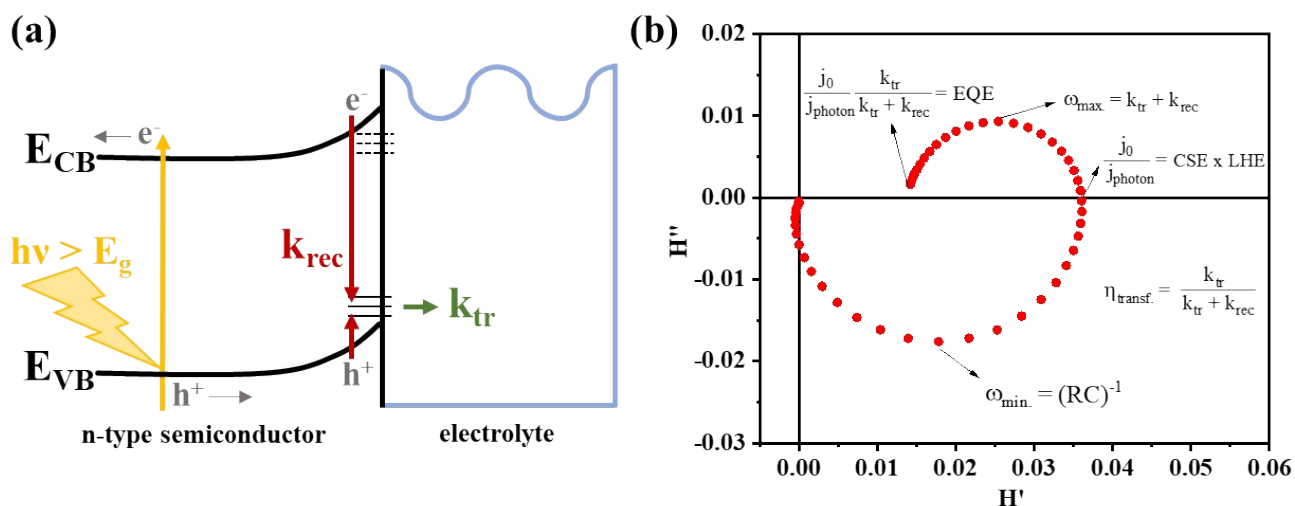 (a)
e⁻
e⁻
E_CB
hν > E_g
k_rec
k_tr
E_VB
h⁺
h⁺
n-type semiconductor
electrolyte
(b)
0.02
0.01
0.00
-0.01
-0.02
-0.03
H''
j₀/j_photon k_tr/(k_tr + k_rec) = EQE
ω_max. = k_tr + k_rec
j₀/j_photon = CSE x LHE
η_transf. = k_tr/(k_tr + k_rec)
ω_min. = (RC)⁻¹
0.00 0.01 0.02 0.03 0.04 0.05 0.06
H'